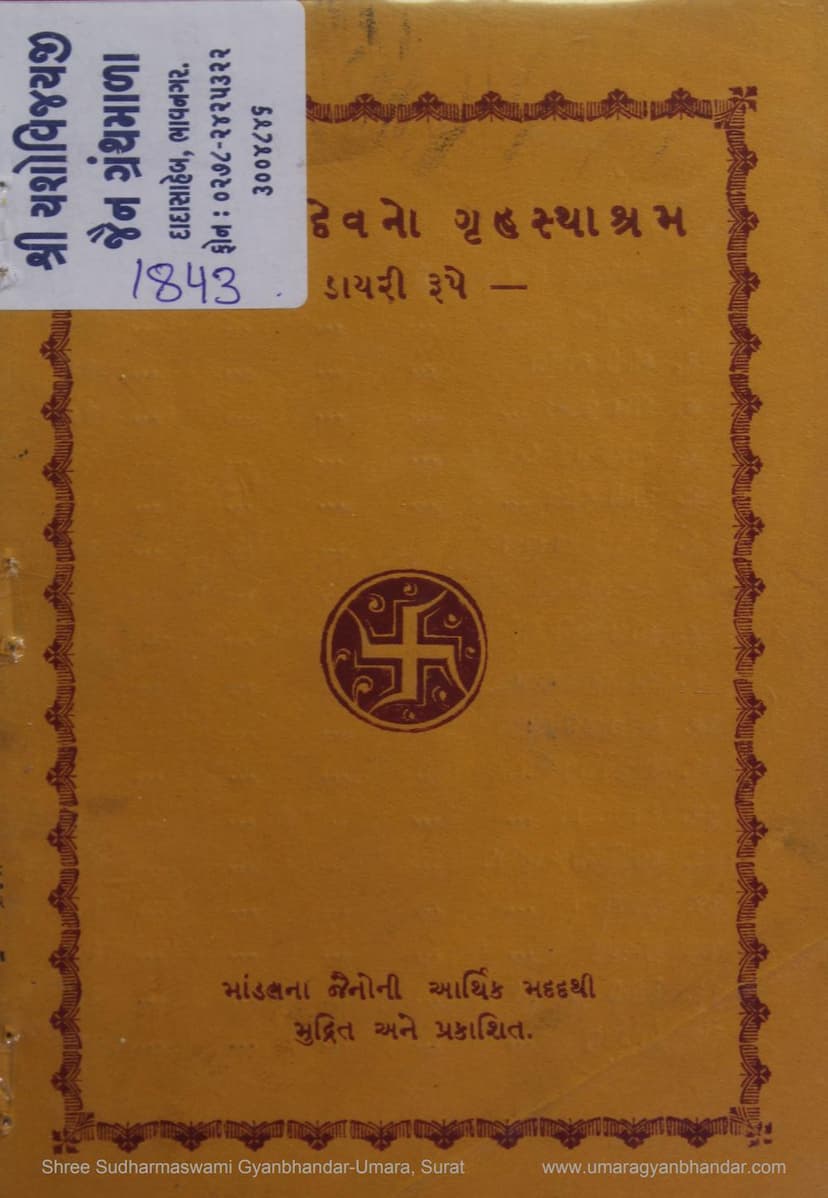 શ્રી યશોવિજયજી
જૈન ગ્રંથમાળા
દાદાસાહેબ, ભાવનગર.
ફોન : ૦૨૭૮-૨૪૨૫૩૨૨
૩૦૦૪૮૪૬
1843
દેવનો ગૃહસ્થાશ્રમ
ડાયરી રૂપે —
માંડલના જૈનોની આર્થિક મદદથી
મુદ્રિત અને પ્રકાશિત.
Shree Sudharmaswami Gyanbhandar-Umara, Surat
www.umaragyanbhandar.com